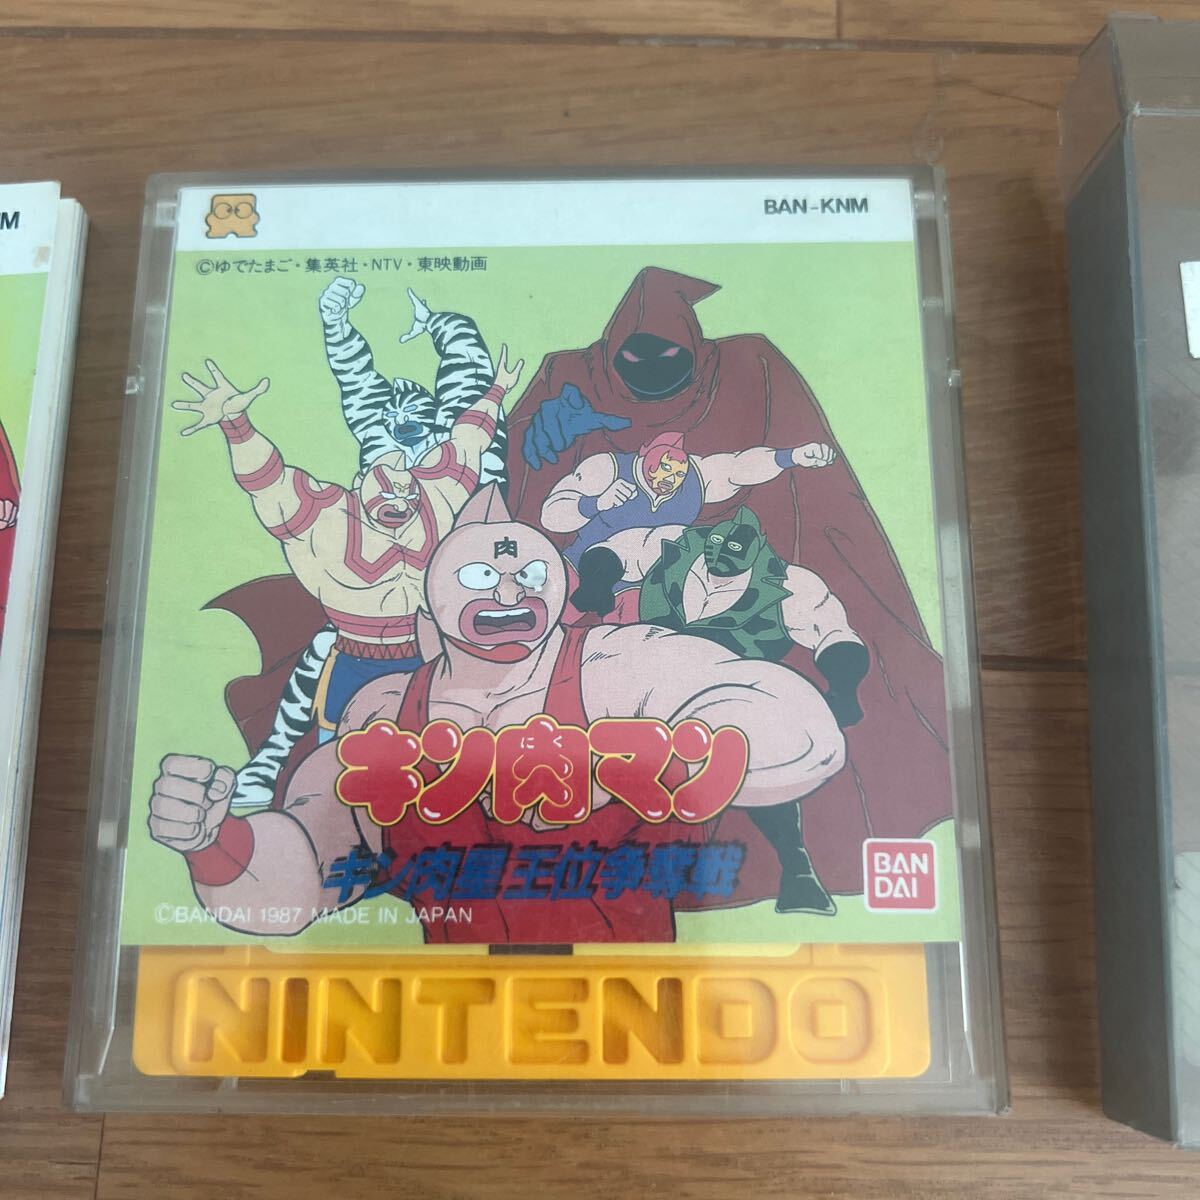 M
BAN-KNM
©ゆでたまご・集英社・NTV・東映動画
肉
キン肉マン
にく
キン肉星王位争奪戦
BAN
DAI
©BANDAI 1987 MADE IN JAPAN
NINTENDO